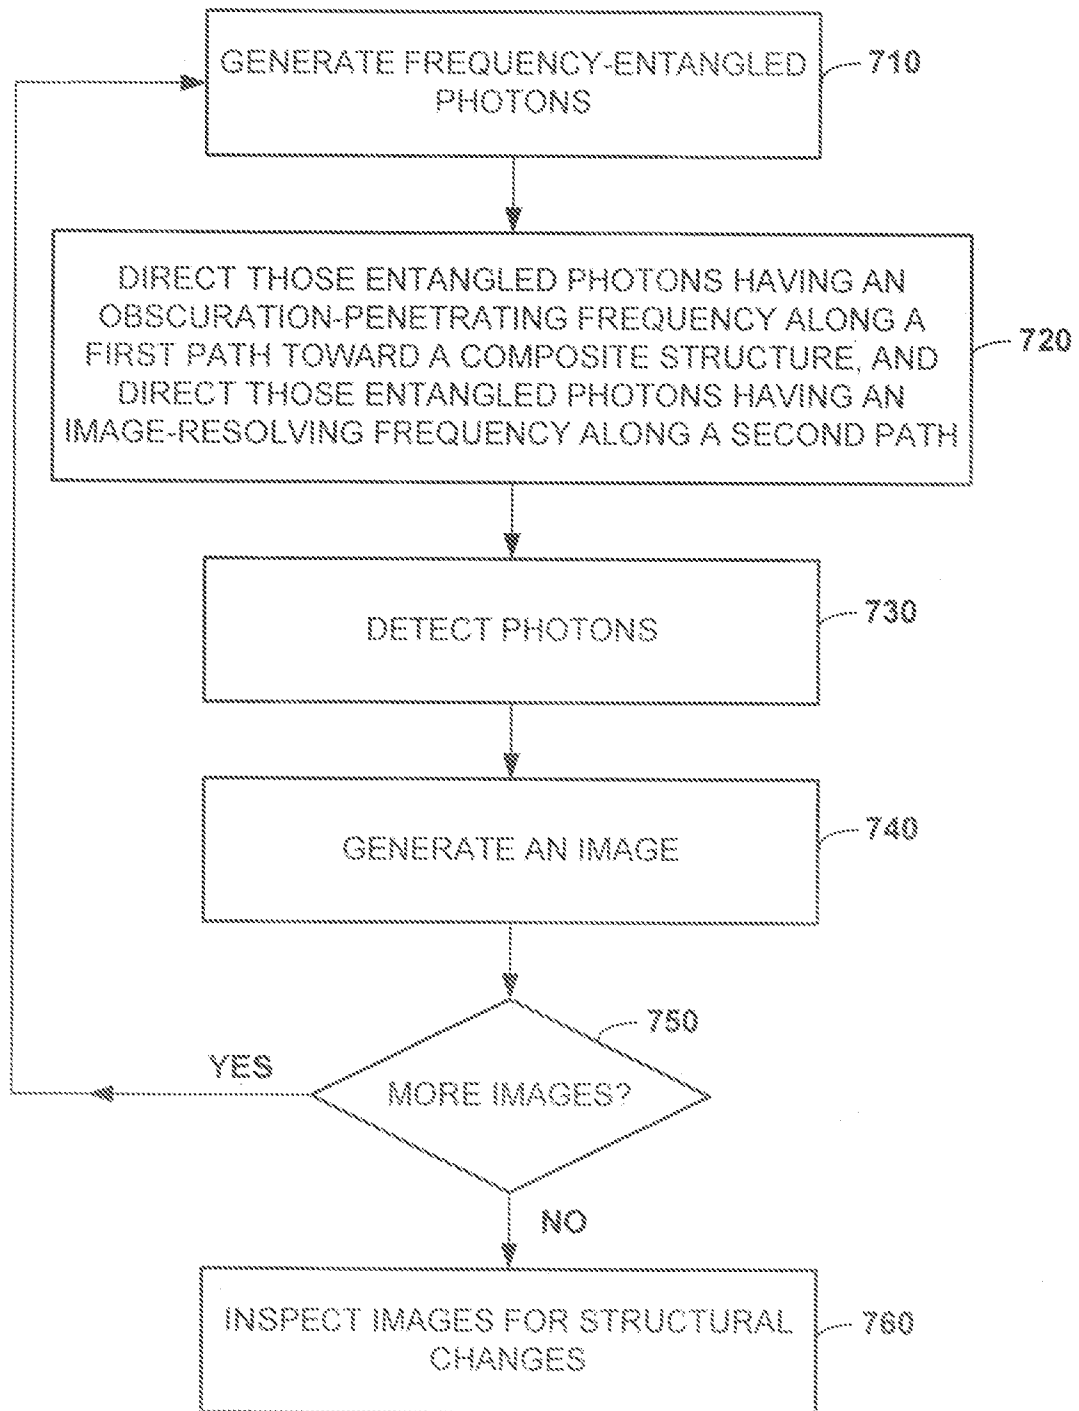 GENERATE FREQUENCY-ENTANGLED
PHOTONS
710
DIRECT THOSE ENTANGLED PHOTONS HAVING AN
OBSCURATION-PENETRATING FREQUENCY ALONG A
FIRST PATH TOWARD A COMPOSITE STRUCTURE, AND
DIRECT THOSE ENTANGLED PHOTONS HAVING AN
IMAGE-RESOLVING FREQUENCY ALONG A SECOND PATH
720
DETECT PHOTONS
730
GENERATE AN IMAGE
740
750
YES
MORE IMAGES?
NO
INSPECT IMAGES FOR STRUCTURAL
CHANGES
760